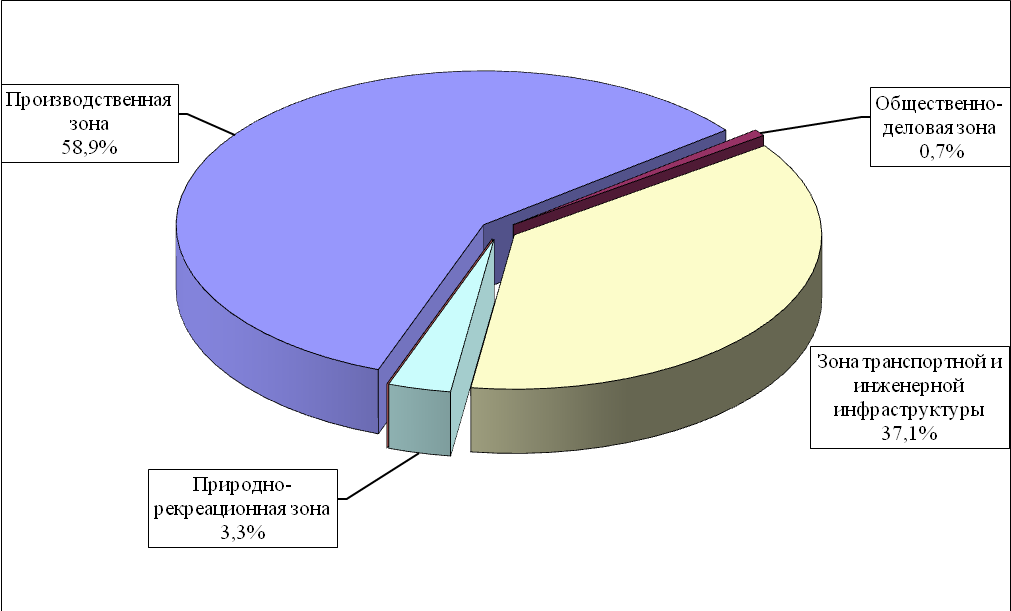 Производственная
зона
58,9%
Общественно-
деловая зона
0,7%
Зона транспортной и
инженерной
инфраструктуры
37,1%
Природно-
рекреационная зона
3,3%